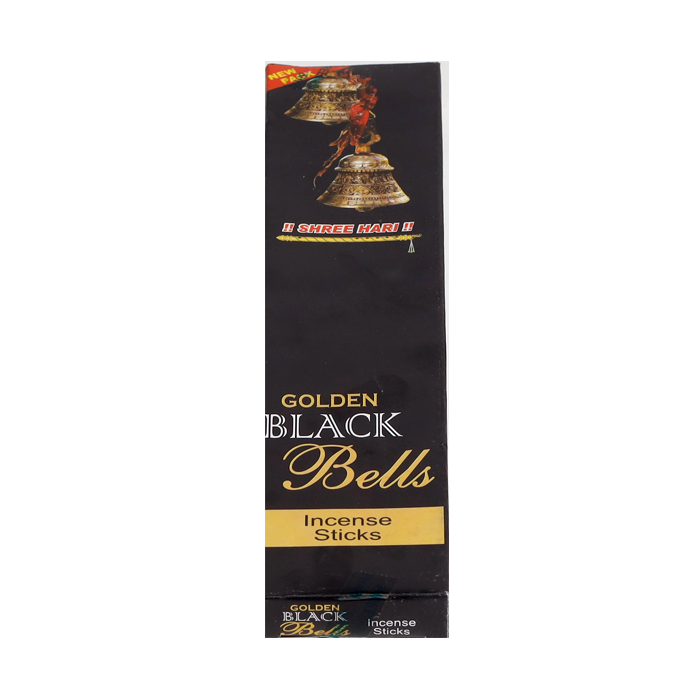 NEW
PACK
!! SHREE HARI !!
GOLDEN
BLACK
Bells
Incense
Sticks
GOLDEN
BLACK
Bells
Incense
Sticks